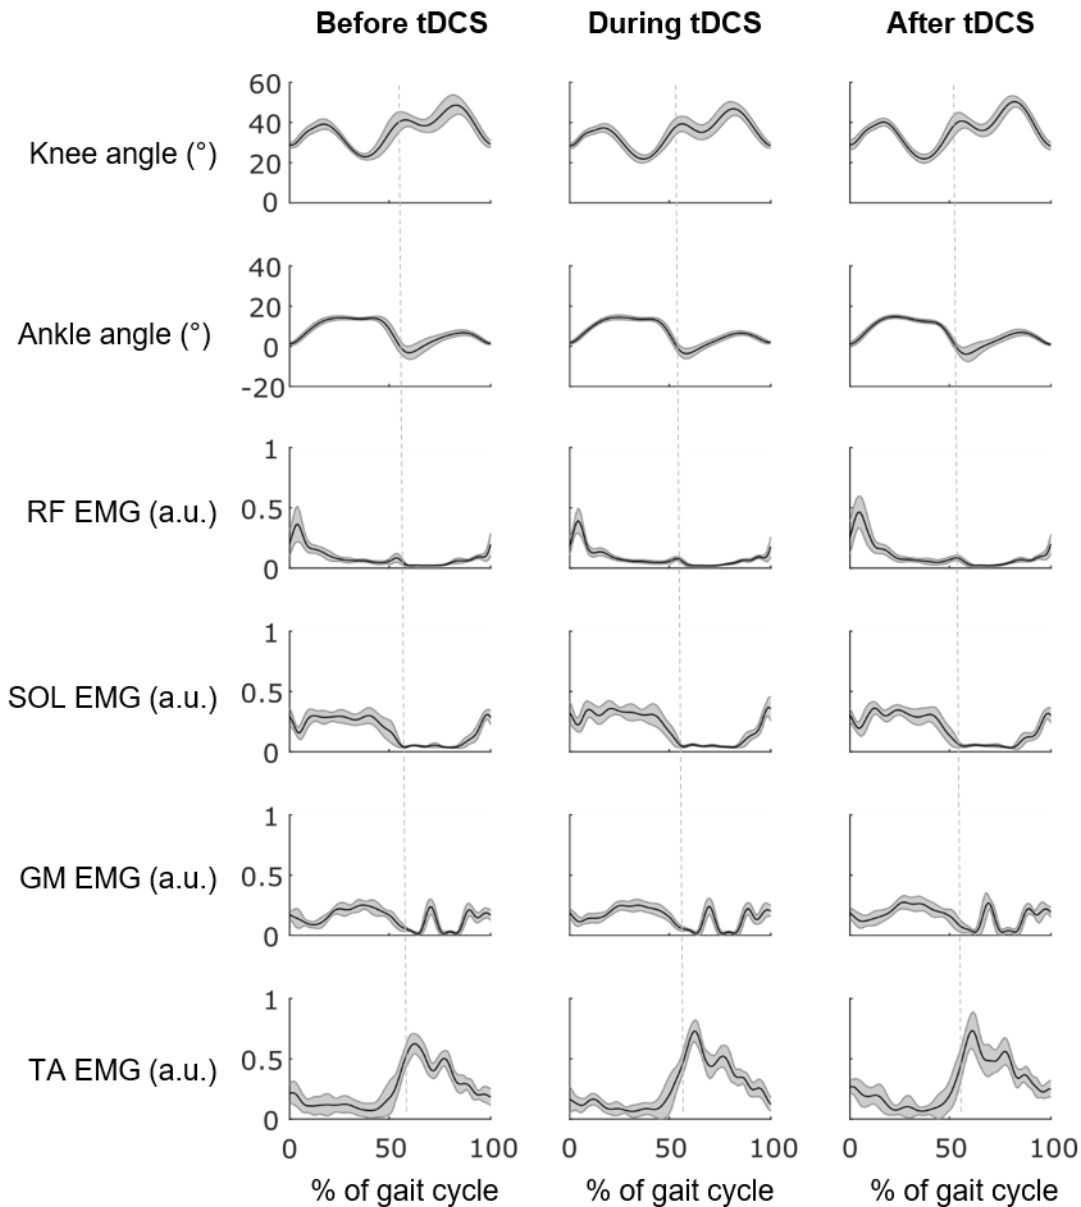 Before tDCS During tDCS After tDCS
Knee angle (°)
60
40
20
0
Ankle angle (°)
40
20
0
-20
RF EMG (a.u.)
1
0.5
0
SOL EMG (a.u.)
1
0.5
0
GM EMG (a.u.)
1
0.5
0
TA EMG (a.u.)
1
0.5
0
0 50 100 0 50 100 0 50 100
% of gait cycle % of gait cycle % of gait cycle